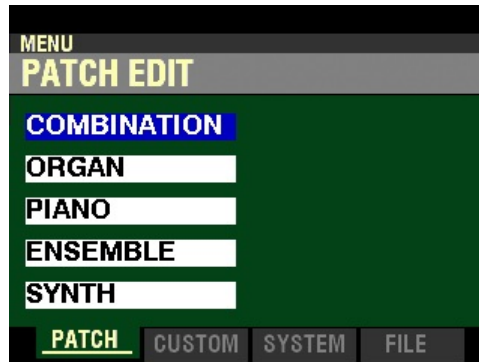 MENU
PATCH EDIT
COMBINATION
ORGAN
PIANO
ENSEMBLE
SYNTH
PATCH CUSTOM SYSTEM FILE